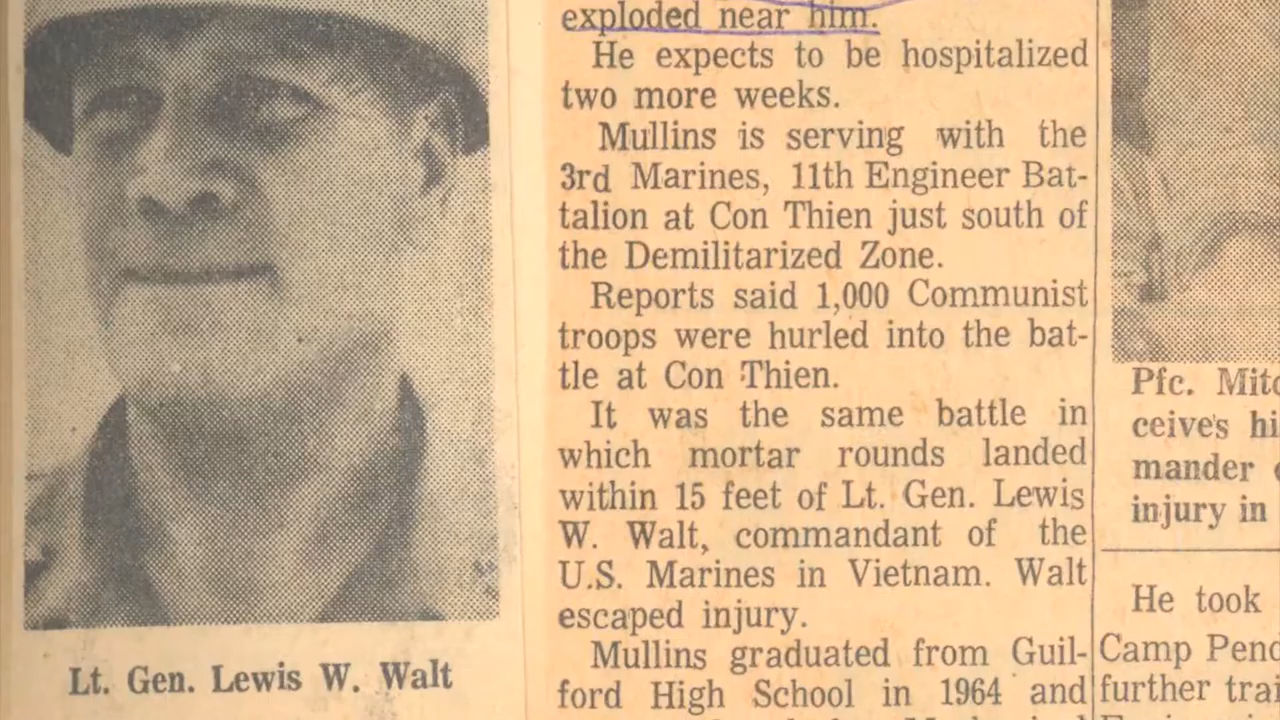 Lt. Gen. Lewis W. Walt
exploded near him.
He expects to be hospitalized
two more weeks.
Mullins is serving with the
3rd Marines, 11th Engineer Bat-
talion at Con Thien just south of
the Demilitarized Zone.
Reports said 1,000 Communist
troops were hurled into the bat-
tle at Con Thien.
It was the same battle in
which mortar rounds landed
within 15 feet of Lt. Gen. Lewis
W. Walt, commandant of the
U.S. Marines in Vietnam. Walt
escaped injury.
Mullins graduated from Guil-
ford High School in 1964 and
Pfc. Mitc
ceive's hi
mander
injury in
He took
Camp Pend
further trai